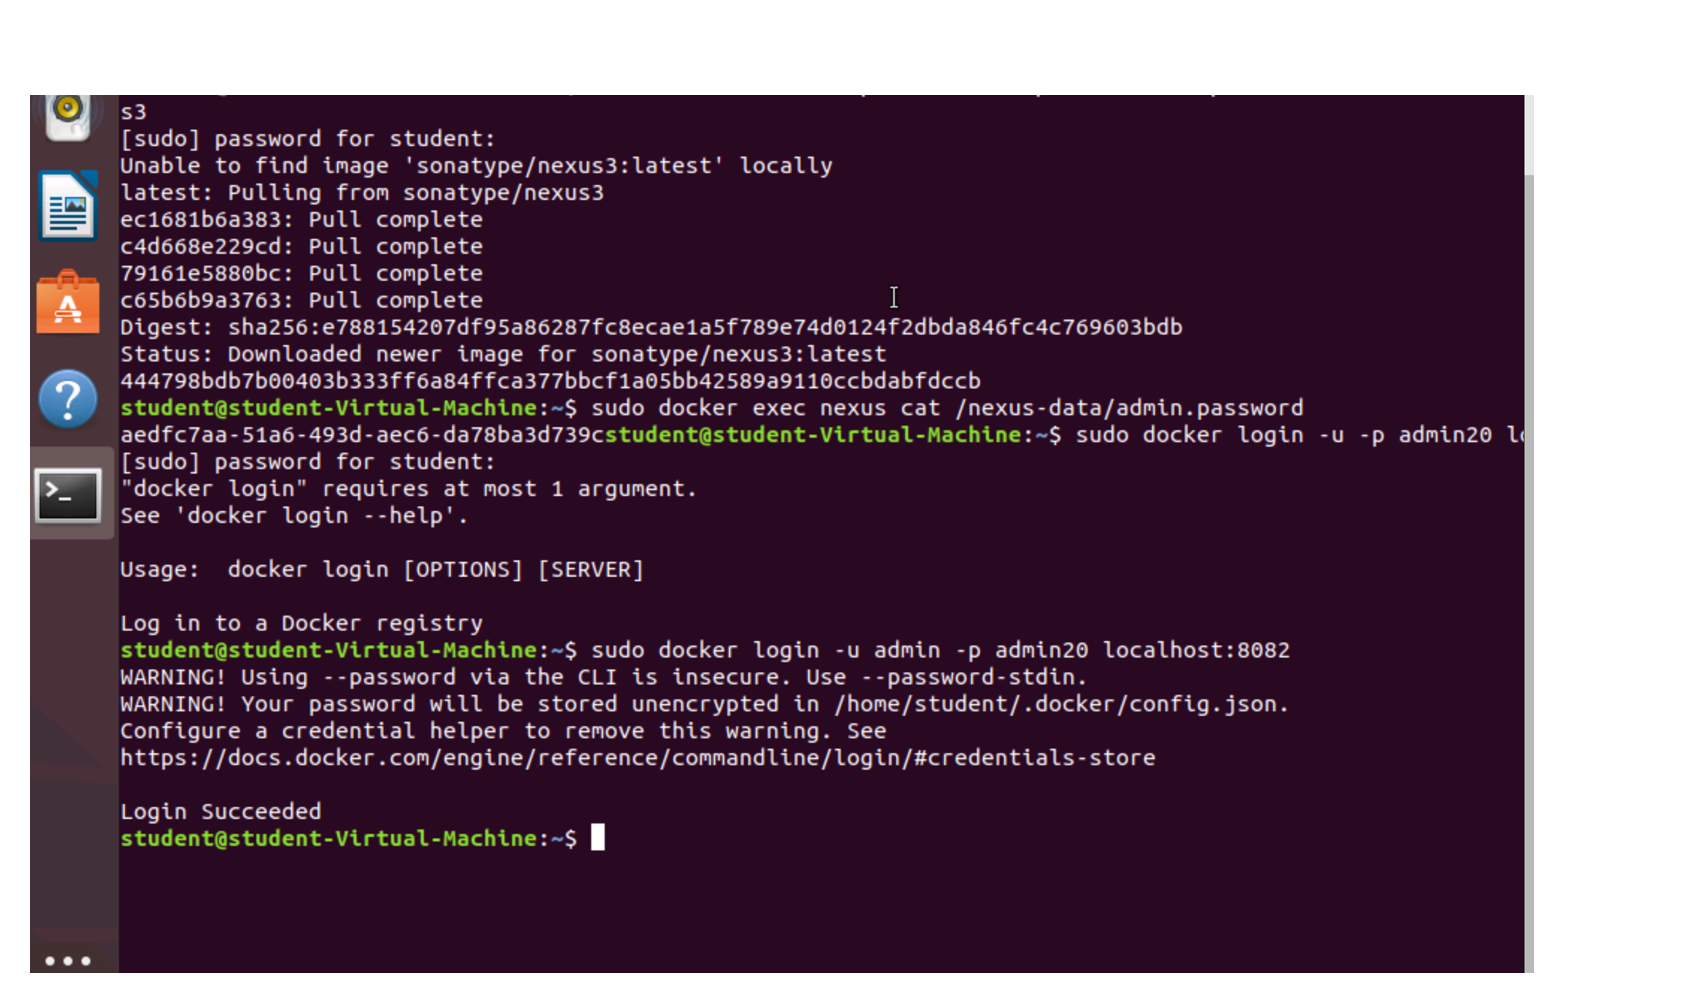 s3
[sudo] password for student:
Unable to find image 'sonatype/nexus3:latest' locally
latest: Pulling from sonatype/nexus3
ec1681b6a383: Pull complete
c4d668e229cd: Pull complete
79161e5880bc: Pull complete
c65b6b9a3763: Pull complete
Digest: sha256:e788154207df95a86287fc8ecae1a5f789e74d0124f2dbda846fc4c769603bdb
Status: Downloaded newer image for sonatype/nexus3:latest
444798bdb7b00403b333ff6a84ffca377bbcf1a05bb42589a9110ccbdabfdccb
student@student-Virtual-Machine:~$ sudo docker exec nexus cat /nexus-data/admin.password
aedfc7aa-51a6-493d-aec6-da78ba3d739cstudent@student-Virtual-Machine:~$ sudo docker login -u -p admin20
[sudo] password for student:
"docker login" requires at most 1 argument.
See 'docker login --help'.
Usage:  docker login [OPTIONS] [SERVER]
Log in to a Docker registry
student@student-Virtual-Machine:~$ sudo docker login -u admin -p admin20 localhost:8082
WARNING! Using --password via the CLI is insecure. Use --password-stdin.
WARNING! Your password will be stored unencrypted in /home/student/.docker/config.json.
Configure a credential helper to remove this warning. See
https://docs.docker.com/engine/reference/commandline/login/#credentials-store
Login Succeeded
student@student-Virtual-Machine:~$